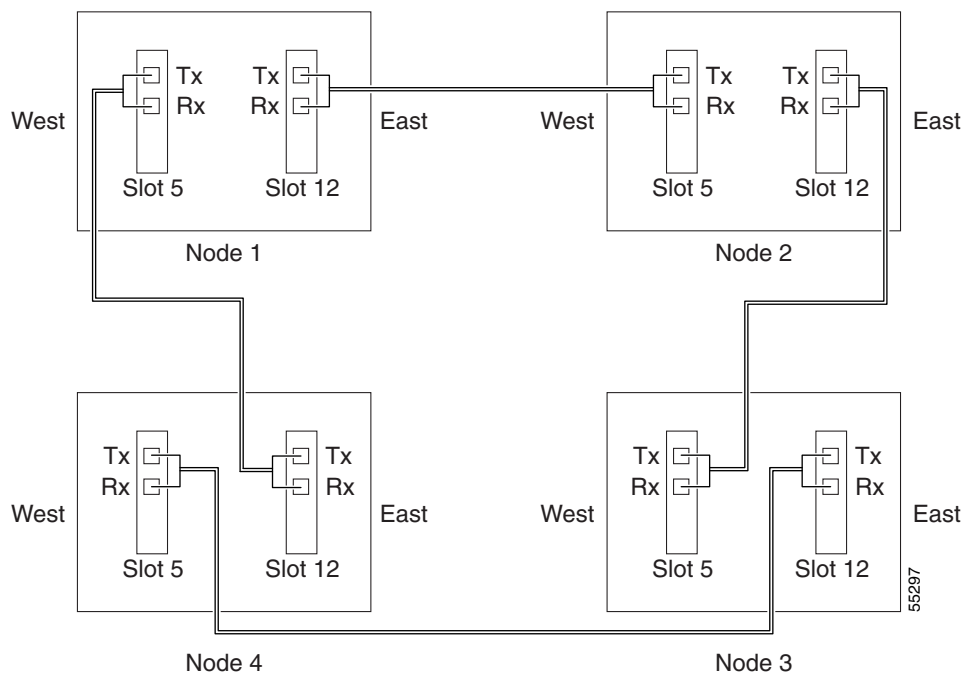 Tx
Rx
Tx
Rx
West
East
Slot 5
Slot 12
Node 1
Tx
Rx
Tx
Rx
West
East
Slot 5
Slot 12
Node 2
Tx
Rx
Tx
Rx
West
East
Slot 5
Slot 12
Node 4
Tx
Rx
Tx
Rx
West
East
Slot 5
Slot 12
Node 3
55297